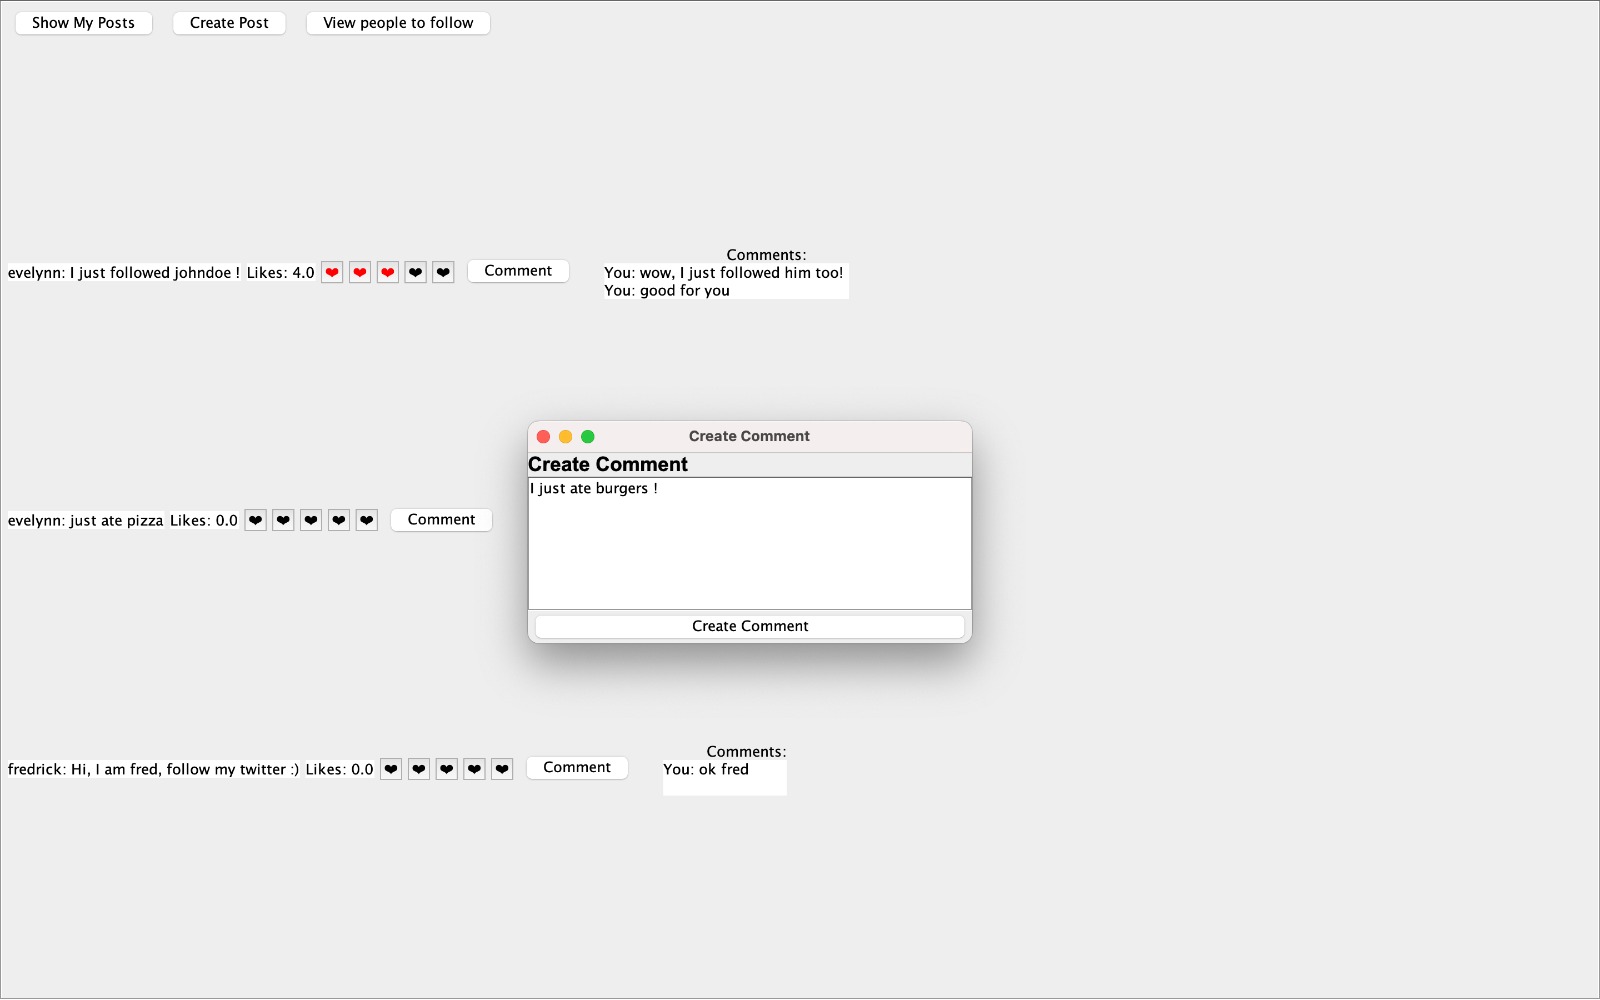 Show My Posts Create Post View people to follow
Comments:
evelynn: I just followed johndoe ! Likes: 4.0 ❤ ❤ ❤ ❤ ❤ Comment You: wow, I just followed him too!
You: good for you
Create Comment
Create Comment
I just ate burgers !
evelynn: just ate pizza Likes: 0.0 ❤ ❤ ❤ ❤ ❤ Comment
Create Comment
Comments:
fredrick: Hi, I am fred, follow my twitter :) Likes: 0.0 ❤ ❤ ❤ ❤ ❤ Comment You: ok fred